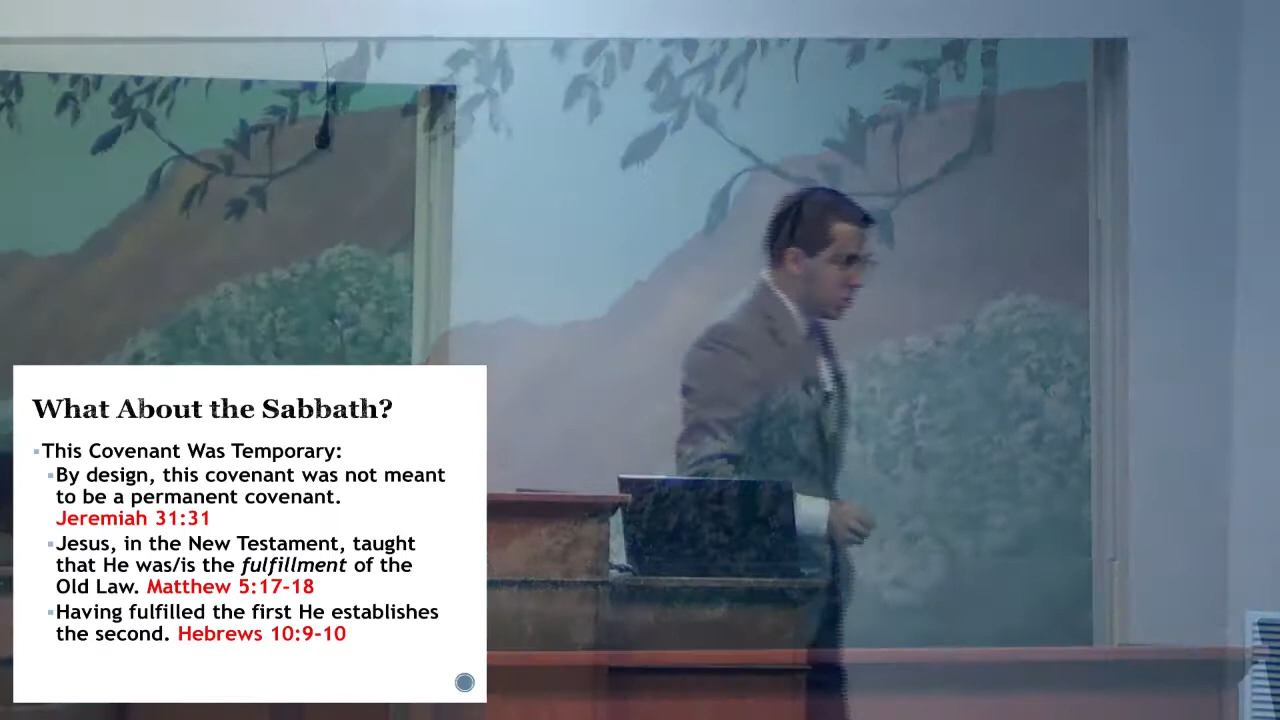 What About the Sabbath?
This Covenant Was Temporary:
By design, this covenant was not meant
to be a permanent covenant.
Jeremiah 31:31
Jesus, in the New Testament, taught
that He was/is the fulfillment of the
Old Law. Matthew 5:17-18
Having fulfilled the first He establishes
the second. Hebrews 10:9-10